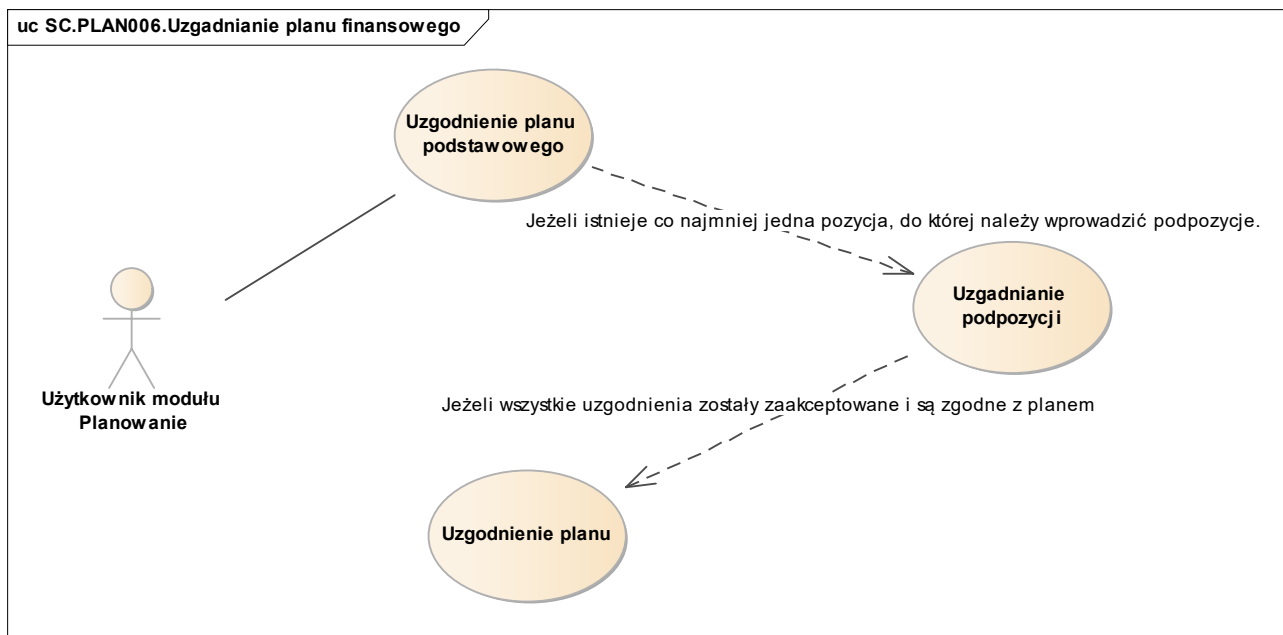 uc SC.PLAN006.Uzgadnianie planu finansowego
Uzgodnienie planu
podstawowego
Jeżeli istnieje co najmniej jedna pozycja, do której należy wprowadzić podpozycje.
Uzgadnianie
podpozycji
Użytkownik modułu
Planowanie
Jeżeli wszystkie uzgodnienia zostały zaakceptowane i są zgodne z planem
Uzgodnienie planu